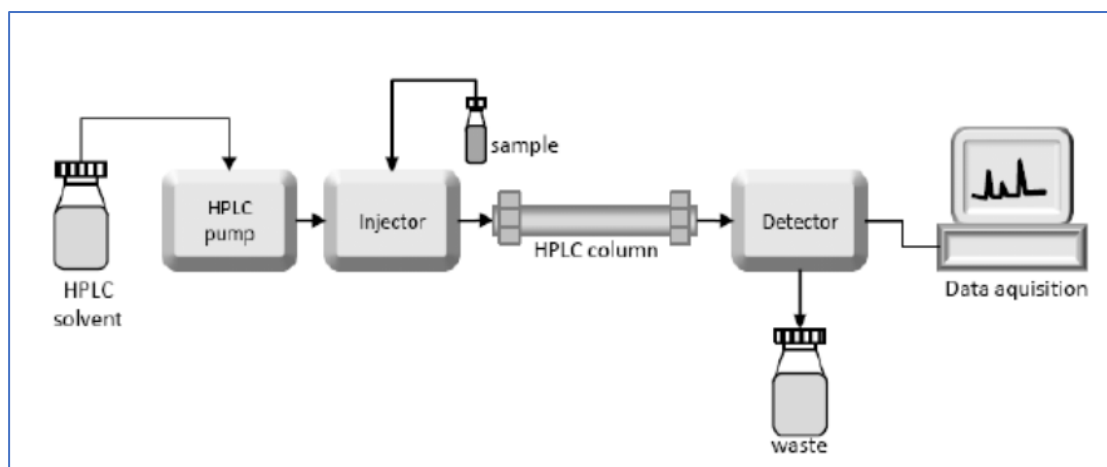 HPLC
solvent
HPLC
pump
Injector
sample
HPLC column
Detector
waste
Data aquisition